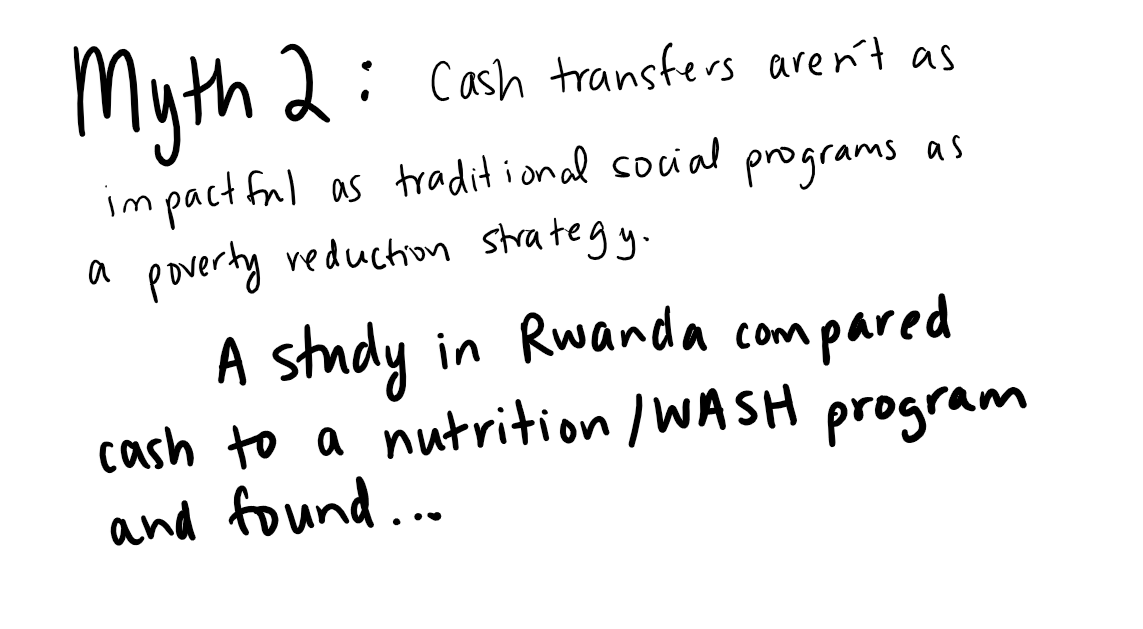 Myth 2: Cash transfers aren't as
impactful as traditional social programs as
a poverty reduction strategy.
A study in Rwanda compared
cash to a nutrition/WASH program
and found...